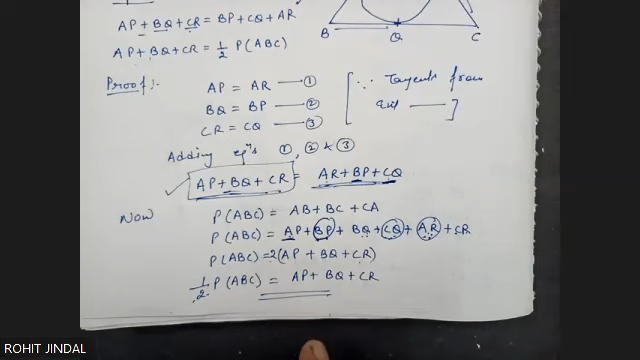 AP + BQ + CR = BP + CQ + AR
B Q C
AP + BQ + CR = 1/2 P(ABC)
Proof :-
AP = AR —— ①
BQ = BP —— ②
CR = CQ —— ③
[∵ Tangents from
ext ——]
Adding eqⁿs ①, ② & ③
AP + BQ + CR = AR + BP + CQ
Now P(ABC) = AB + BC + CA
P(ABC) = AP + BP + BQ + CQ + AR + CR
P(ABC) = 2(AP + BQ + CR)
1/2 P(ABC) = AP + BQ + CR
ROHIT JINDAL